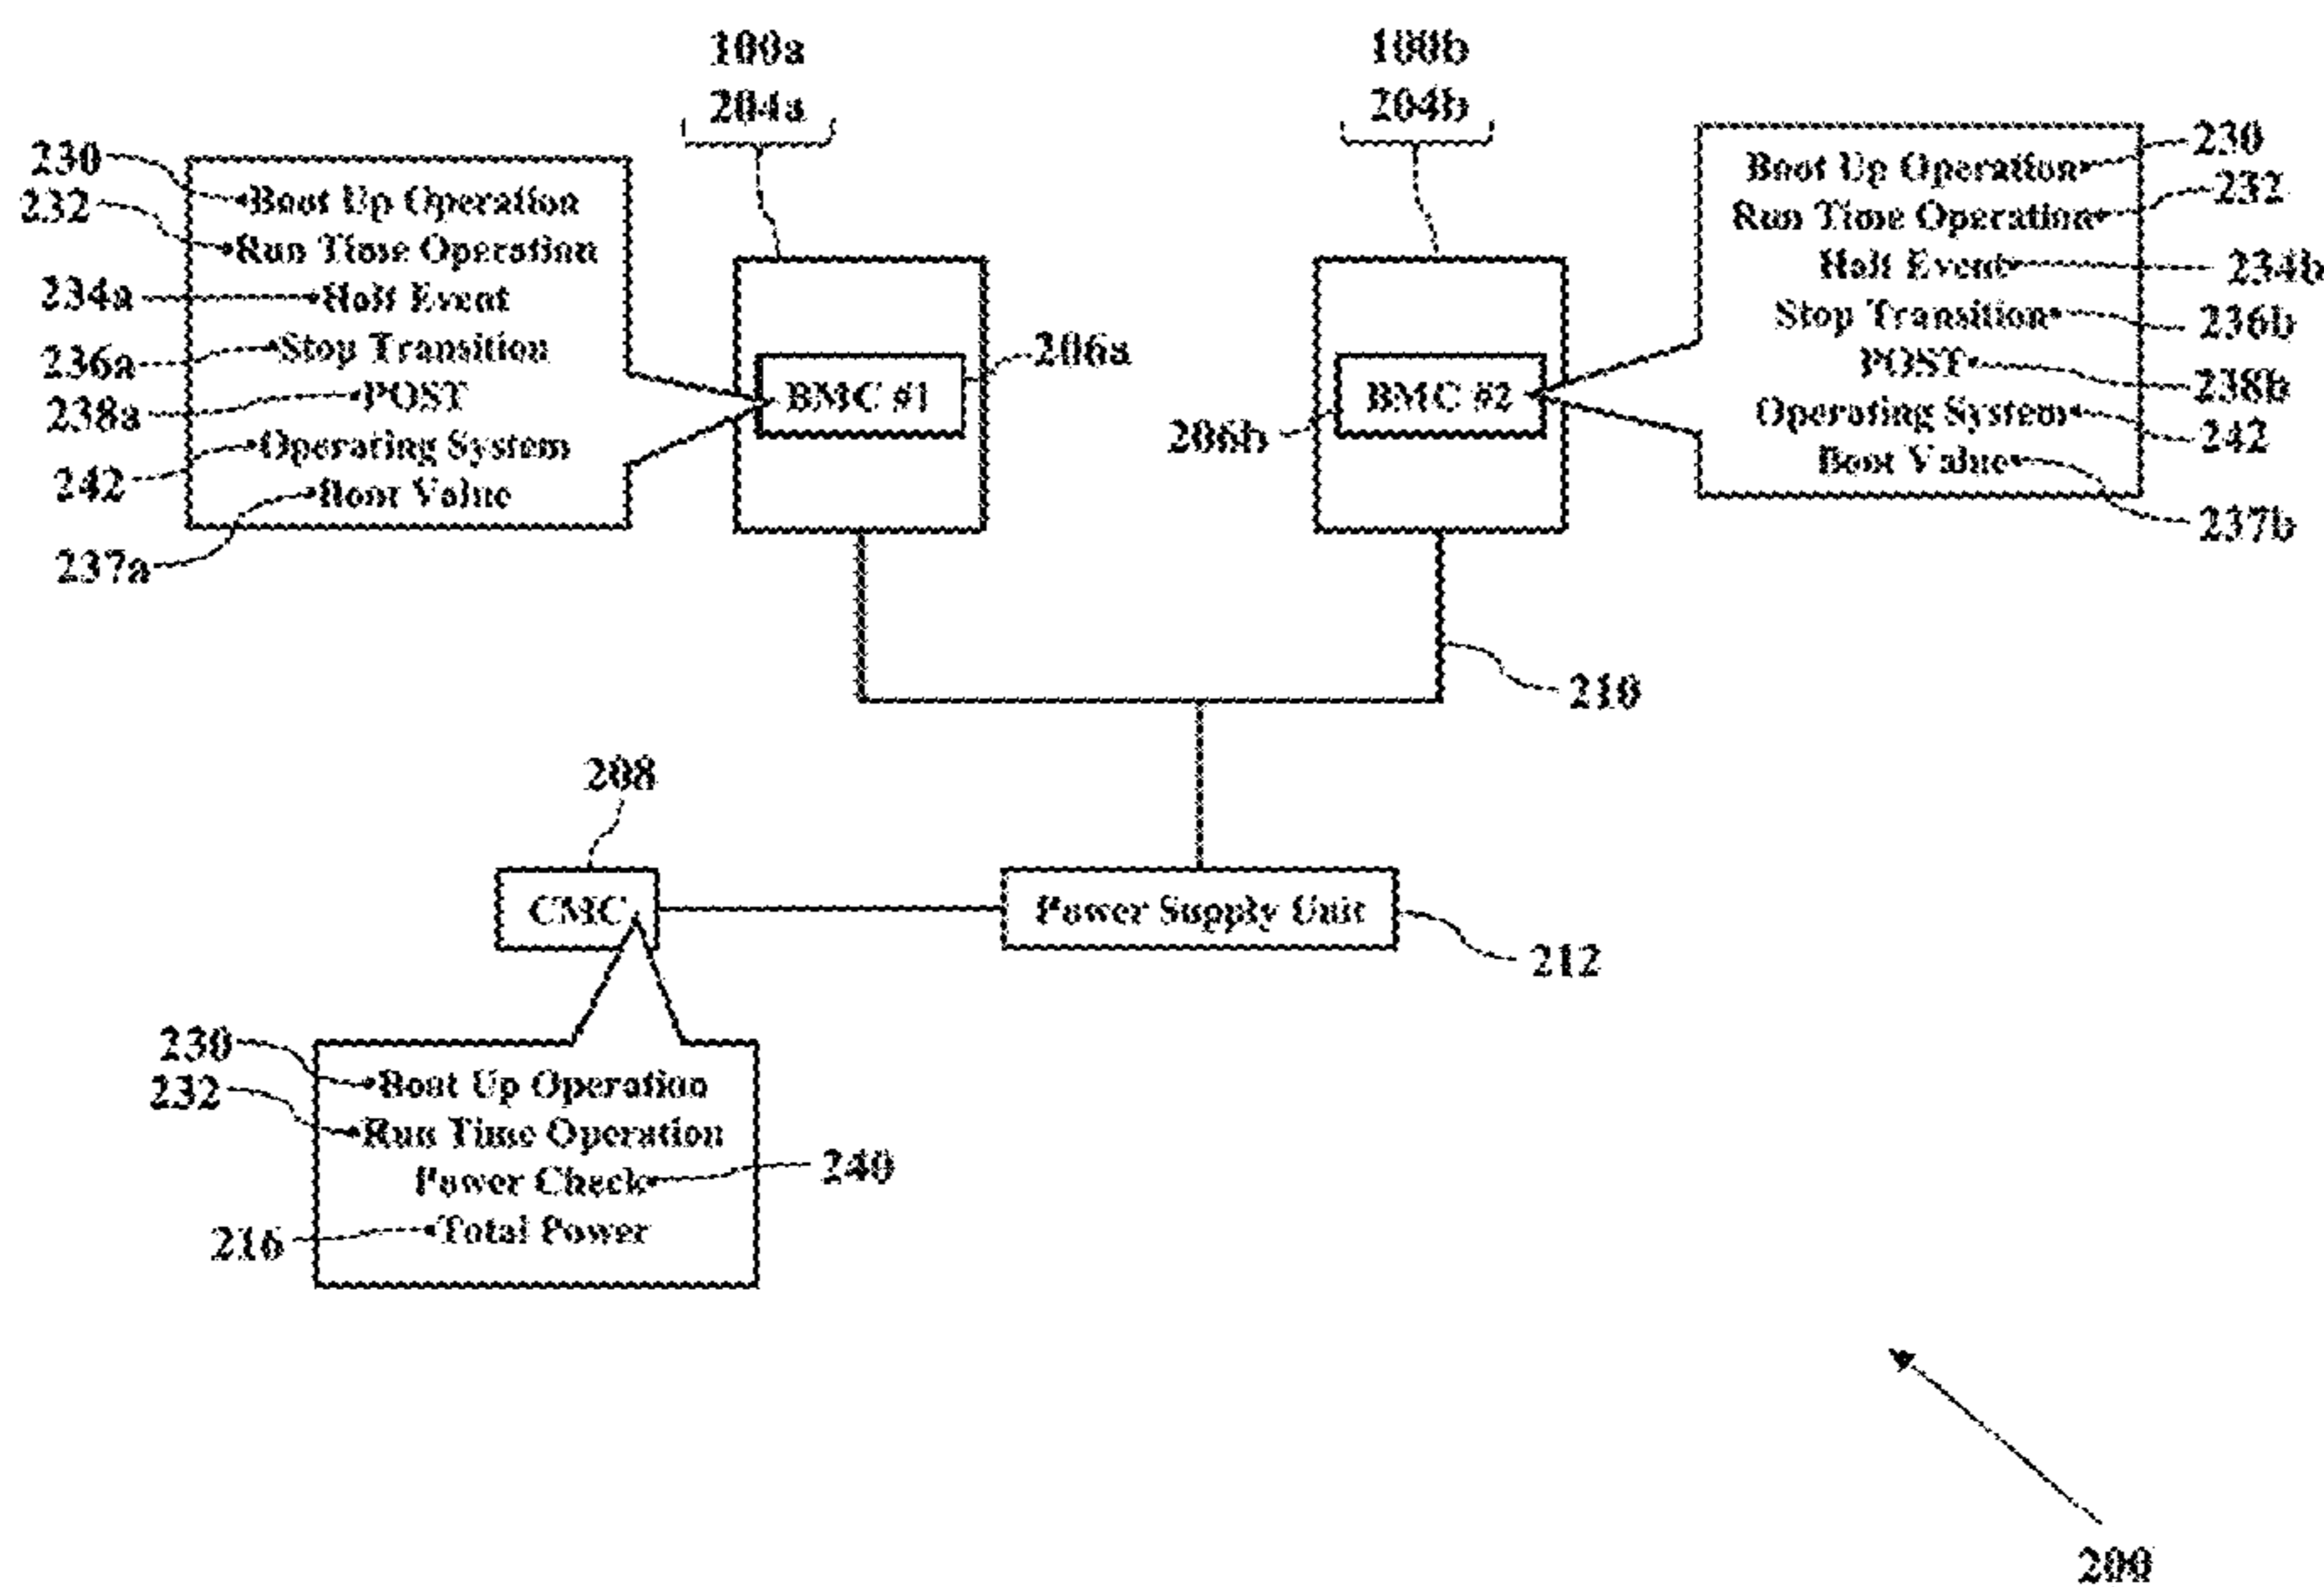 100a
204a
100b
204b
230
Boot Up Operation
232
Run Time Operation
234a
Halt Event
236a
Stop Transition
238a
POST
242
Operating System
Boot Value
237a
BMC #1
206a
BMC #2
206b
Boot Up Operation
230
Run Time Operation
232
Halt Event
234b
Stop Transition
236b
POST
238b
Operating System
242
Boot Value
237b
210
208
CMC
Power Supply Unit
212
230
Boot Up Operation
232
Run Time Operation
Power Check
240
216
Total Power
200